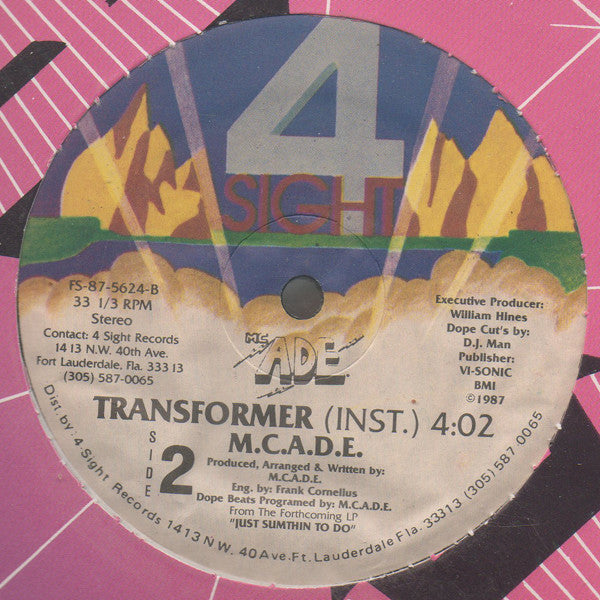 4
SIGHT
FS-87-5624-B
33 1/3 RPM
Stereo
Contact: 4 Sight Records
1413 N.W. 40th Ave.
Fort Lauderdale, Fla. 33313
(305) 587-0065
Executive Producer:
William Hines
Dope Cut's by:
D.J. Man
Publisher:
VI-SONIC
BMI
©1987
MC
ADE
TRANSFORMER (INST.) 4:02
M.C.A.D.E.
SIDE
2
Produced, Arranged & Written by:
M.C.A.D.E.
Eng. by: Frank Cornelius
Dope Beats Programed by: M.C.A.D.E.
From The Forthcoming LP
"JUST SUMTHIN TO DO"
Dist. by: 4 Sight Records 1413 N.W. 40 Ave. Ft. Lauderdale Fla. 33313 (305) 587 0065